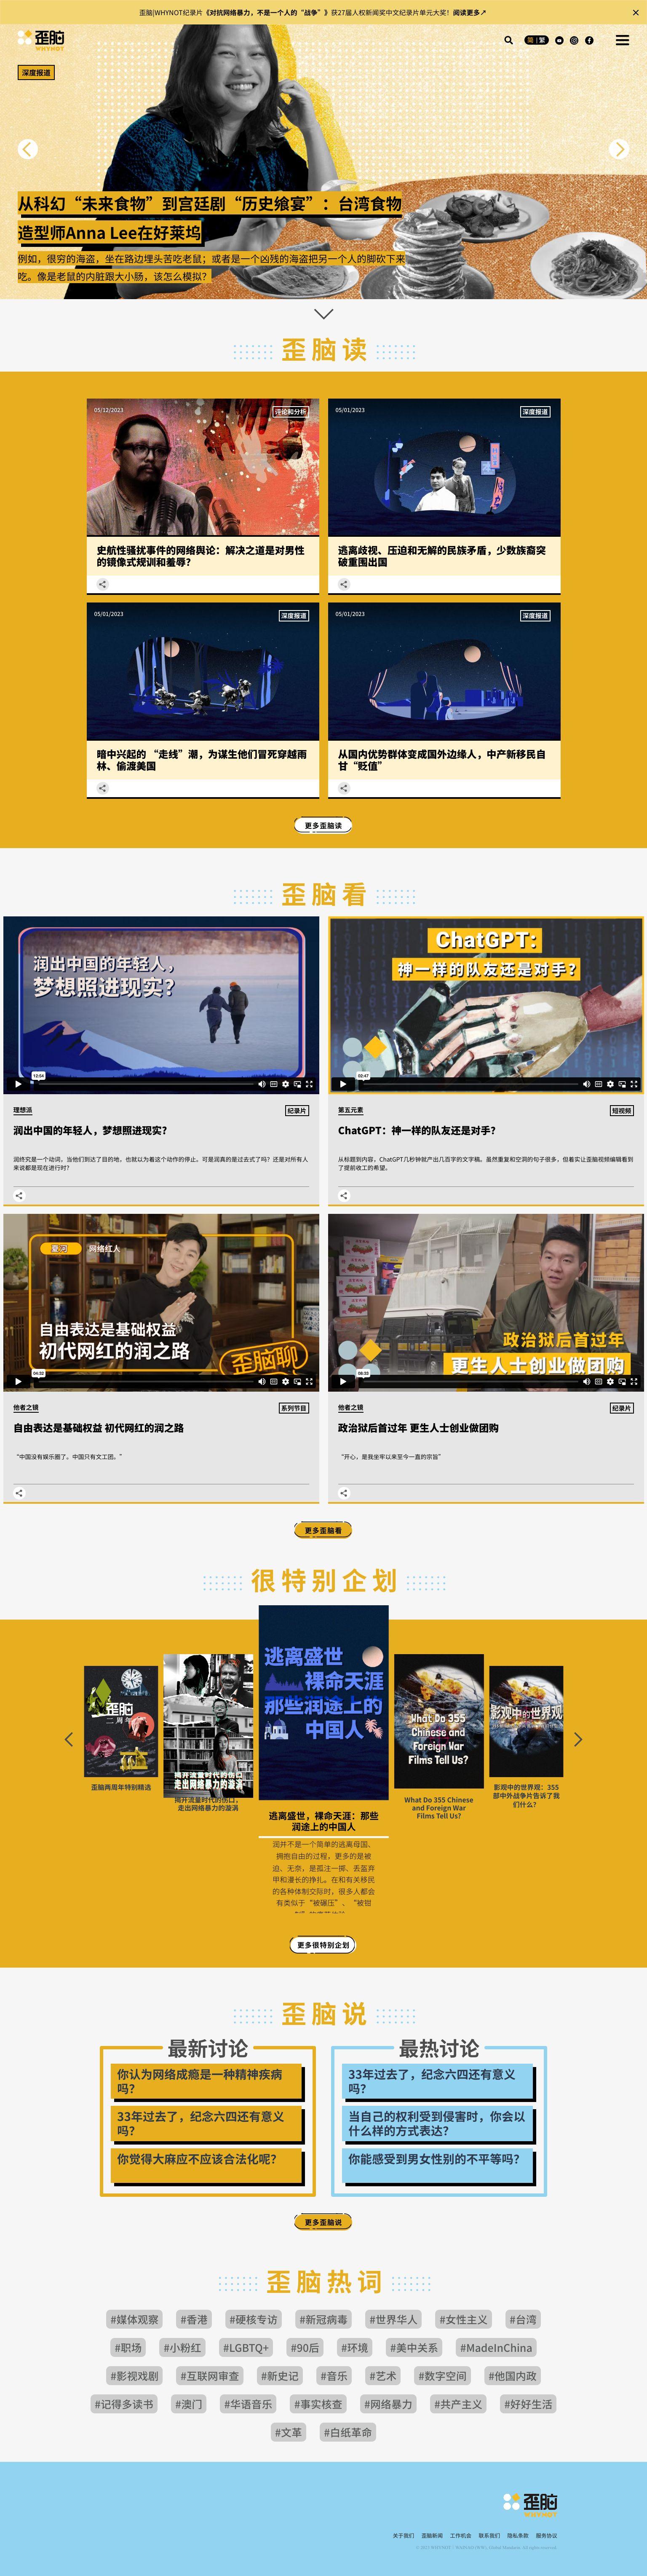 歪脑|WHYNOT纪录片《对抗网络暴力，不是一个人的“战争”》获27届人权新闻奖中文纪录片单元大奖！阅读更多↗
歪脑
WHYNOT
简 | 繁
深度报道
从科幻“未来食物”到宫廷剧“历史飨宴”：台湾食物
造型师Anna Lee在好莱坞
例如，很穷的海盗，坐在路边埋头苦吃老鼠；或者是一个凶残的海盗把另一个人的脚砍下来
吃。像是老鼠的内脏跟大小肠，该怎么模拟？
歪脑读
05/12/2023
评论和分析
史航性骚扰事件的网络舆论：解决之道是对男性
的镜像式规训和羞辱？
05/01/2023
深度报道
逃离歧视、压迫和无解的民族矛盾，少数族裔突
破重围出国
05/01/2023
深度报道
暗中兴起的 “走线”潮，为谋生他们冒死穿越雨
林、偷渡美国
05/01/2023
深度报道
从国内优势群体变成国外边缘人，中产新移民自
甘“贬值”
更多歪脑读
歪脑看
润出中国的年轻人，
梦想照进现实？
12:54
理想派
纪录片
润出中国的年轻人，梦想照进现实？
润终究是一个动词，当他们到达了目的地，也就以为着这个动作的停止。可是润真的是过去式了吗？还是对所有人
来说都是现在进行时？
ChatGPT：
神一样的队友还是对手？
02:47
第五元素
短视频
ChatGPT：神一样的队友还是对手？
从标题到内容，ChatGPT几秒钟就产出几百字的文字稿。虽然重复和空洞的句子很多，但着实让歪脑视频编辑看到
了提前收工的希望。
夏河
网络红人
自由表达是基础权益
初代网红的润之路
歪脑聊
04:33
他者之镜
系列节目
自由表达是基础权益 初代网红的润之路
“中国没有娱乐圈了。中国只有文工团。”
政治狱后首过年
更生人士创业做团购
08:33
他者之镜
纪录片
政治狱后首过年 更生人士创业做团购
“开心，是我坐牢以来至今一直的宗旨”
更多歪脑看
很特别企划
歪脑
二周年
歪脑两周年特别精选
揭开流量时代的伤口，
走出网络暴力的漩涡
揭开流量时代的伤口，
走出网络暴力的漩涡
逃离盛世
裸命天涯
那些润途上的
中国人
逃离盛世，裸命天涯：那些
润途上的中国人
润并不是一个简单的逃离母国、
拥抱自由的过程，更多的是被
迫、无奈，是孤注一掷、丢盔弃
甲和漫长的挣扎。在和有关移民
的各种体制交际时，很多人都会
有类似于“被碾压”、“被钳
What Do 355
Chinese and
Foreign War
Films Tell Us?
What Do 355 Chinese
and Foreign War
Films Tell Us?
影观中的世界观
影观中的世界观：355
部中外战争片告诉了我
们什么？
更多很特别企划
歪脑说
最新讨论
你认为网络成瘾是一种精神疾病
吗？
33年过去了，纪念六四还有意义
吗？
你觉得大麻应不应该合法化呢？
最热讨论
33年过去了，纪念六四还有意义
吗？
当自己的权利受到侵害时，你会以
什么样的方式表达？
你能感受到男女性别的不平等吗？
更多歪脑说
歪脑热词
#媒体观察 #香港 #硬核专访 #新冠病毒 #世界华人 #女性主义 #台湾
#职场 #小粉红 #LGBTQ+ #90后 #环境 #美中关系 #MadeInChina
#影视戏剧 #互联网审查 #新史记 #音乐 #艺术 #数字空间 #他国内政
#记得多读书 #澳门 #华语音乐 #事实核查 #网络暴力 #共产主义 #好好生活
#文革 #白纸革命
歪脑
WHYNOT
关于我们 歪脑新闻 工作机会 联系我们 隐私条款 服务协议